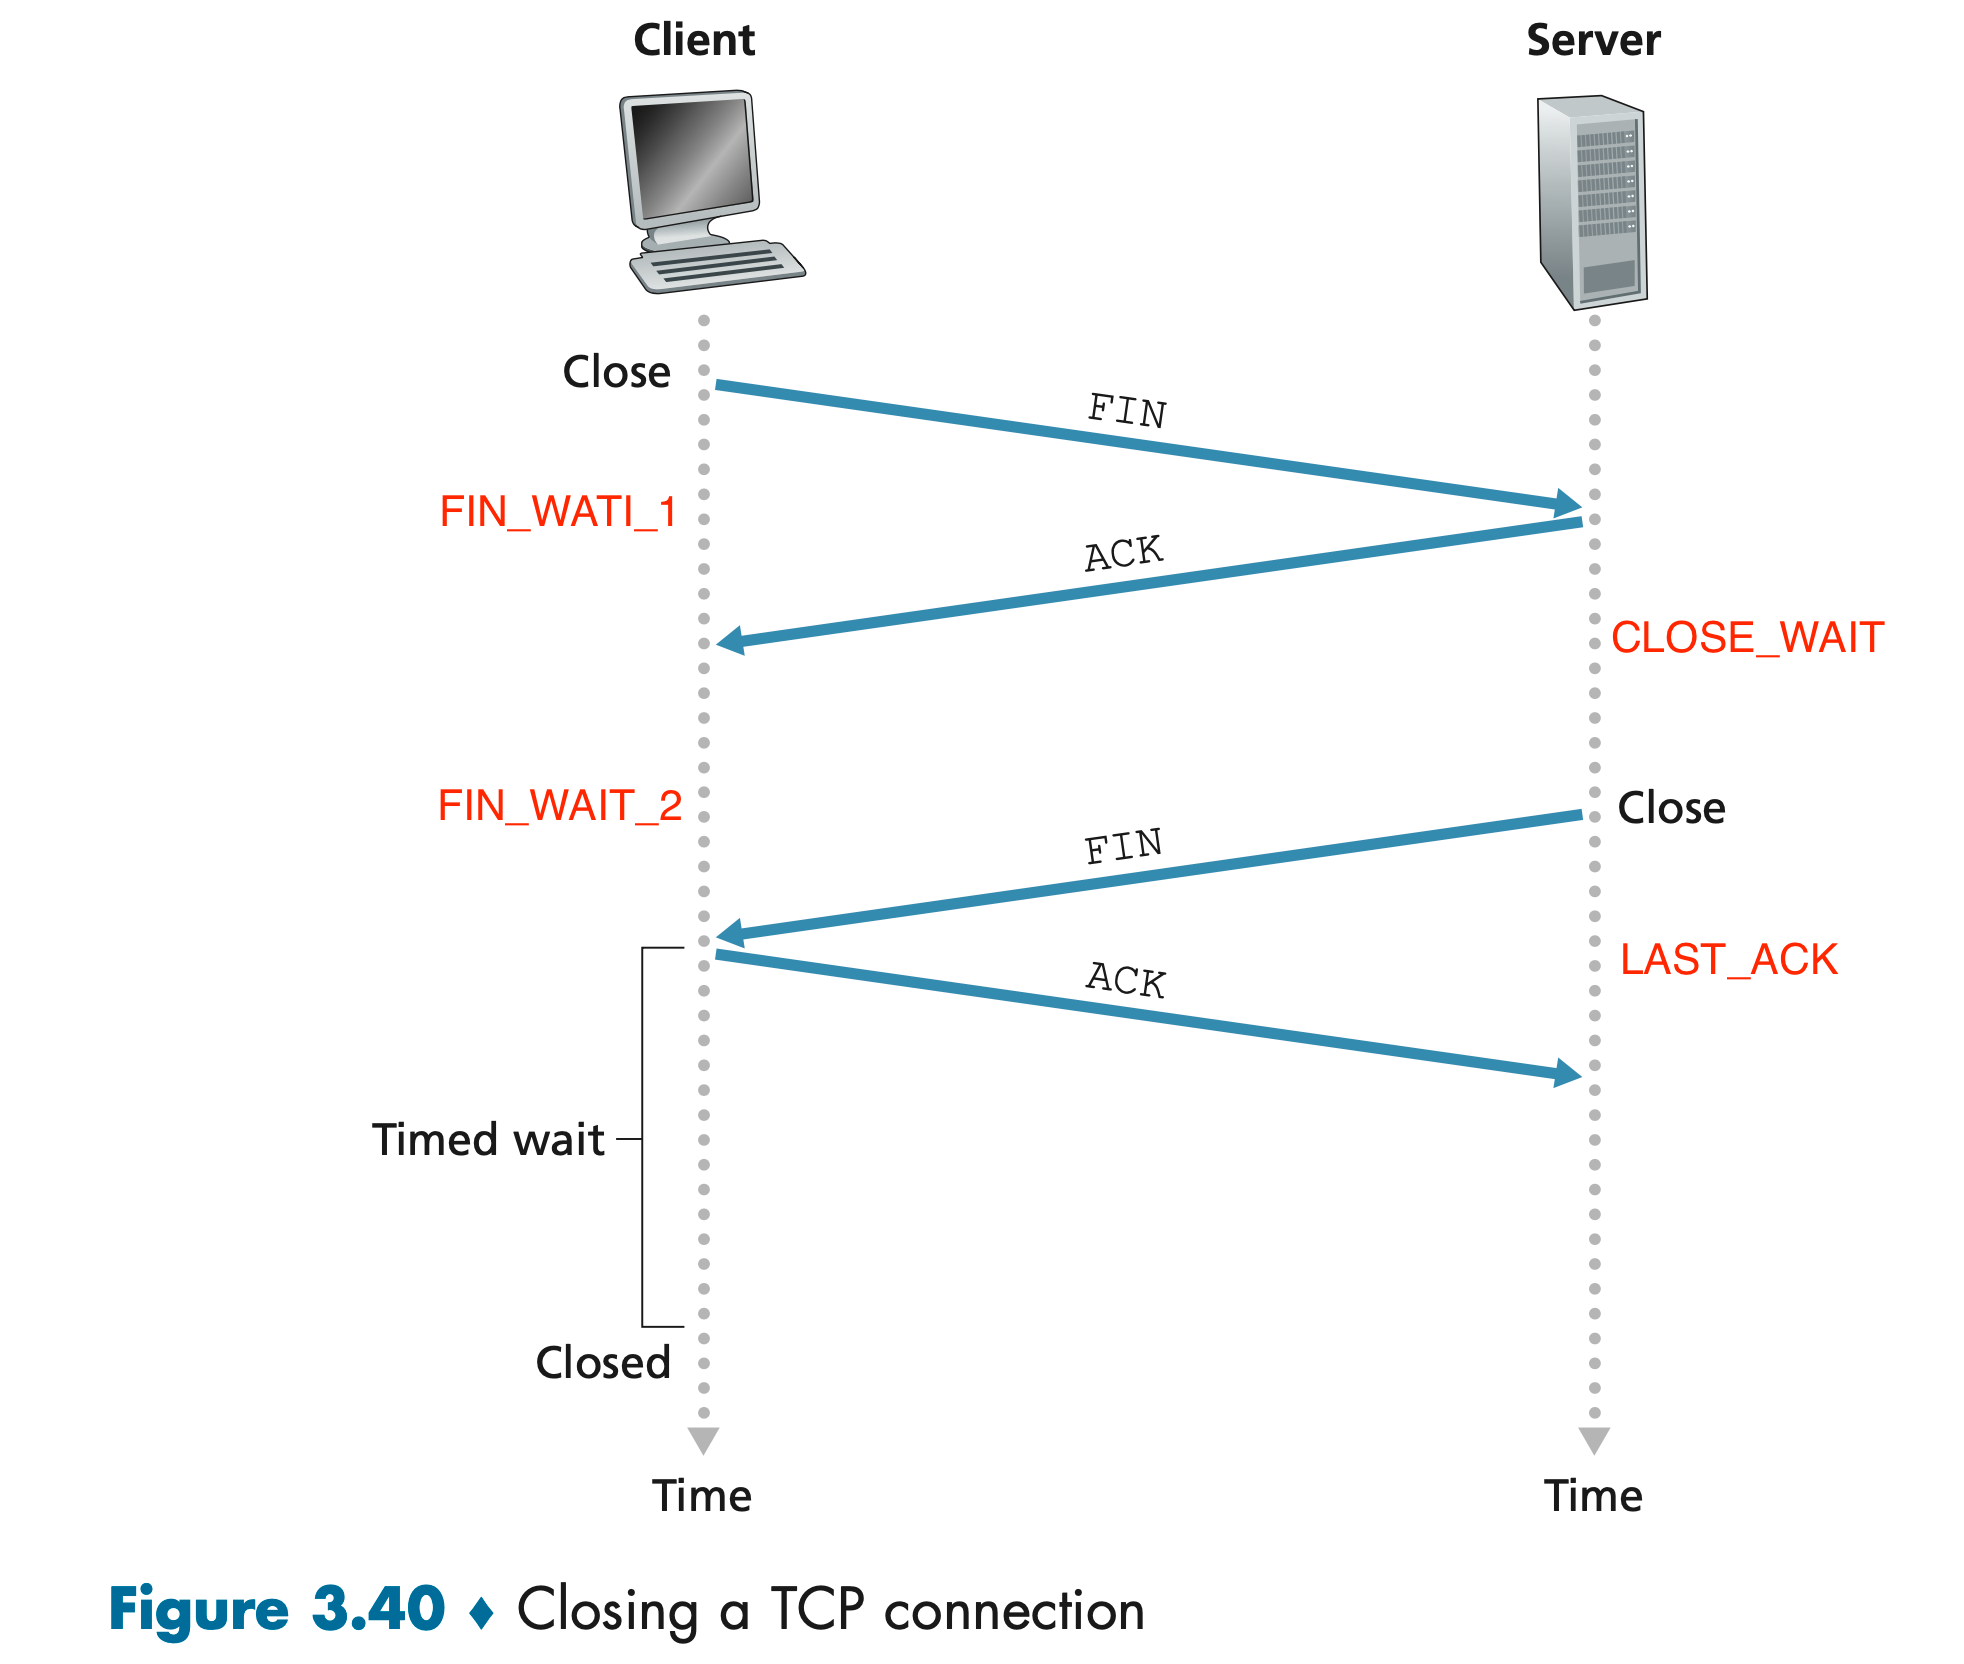 Client
Server
Close
FIN
FIN_WATI_1
ACK
CLOSE_WAIT
FIN_WAIT_2
Close
FIN
LAST_ACK
ACK
Timed wait
Closed
Time
Time
Figure 3.40 ♦ Closing a TCP connection